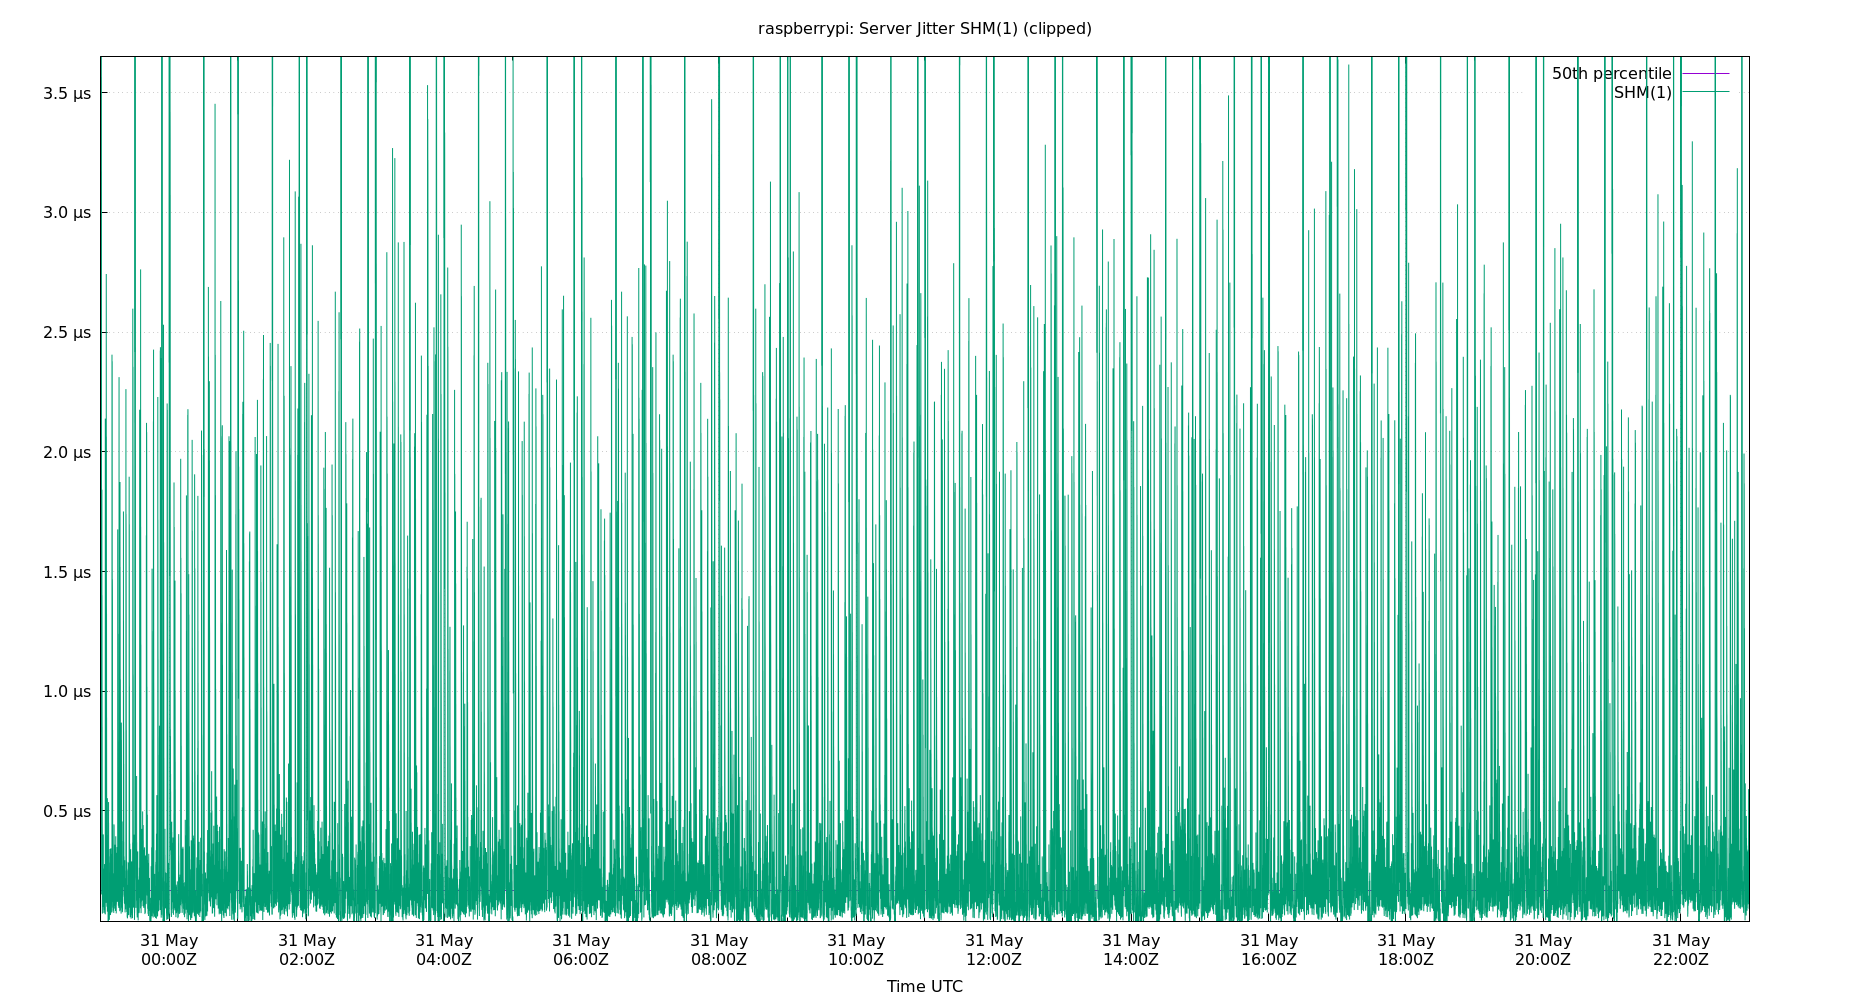 raspberrypi: Server Jitter SHM(1) (clipped)
50th percentile
SHM(1)
3.5 µs
3.0 µs
2.5 µs
2.0 µs
1.5 µs
1.0 µs
0.5 µs
31 May 31 May 31 May 31 May 31 May 31 May 31 May 31 May 31 May 31 May 31 May 31 May
00:00Z 02:00Z 04:00Z 06:00Z 08:00Z 10:00Z 12:00Z 14:00Z 16:00Z 18:00Z 20:00Z 22:00Z
Time UTC